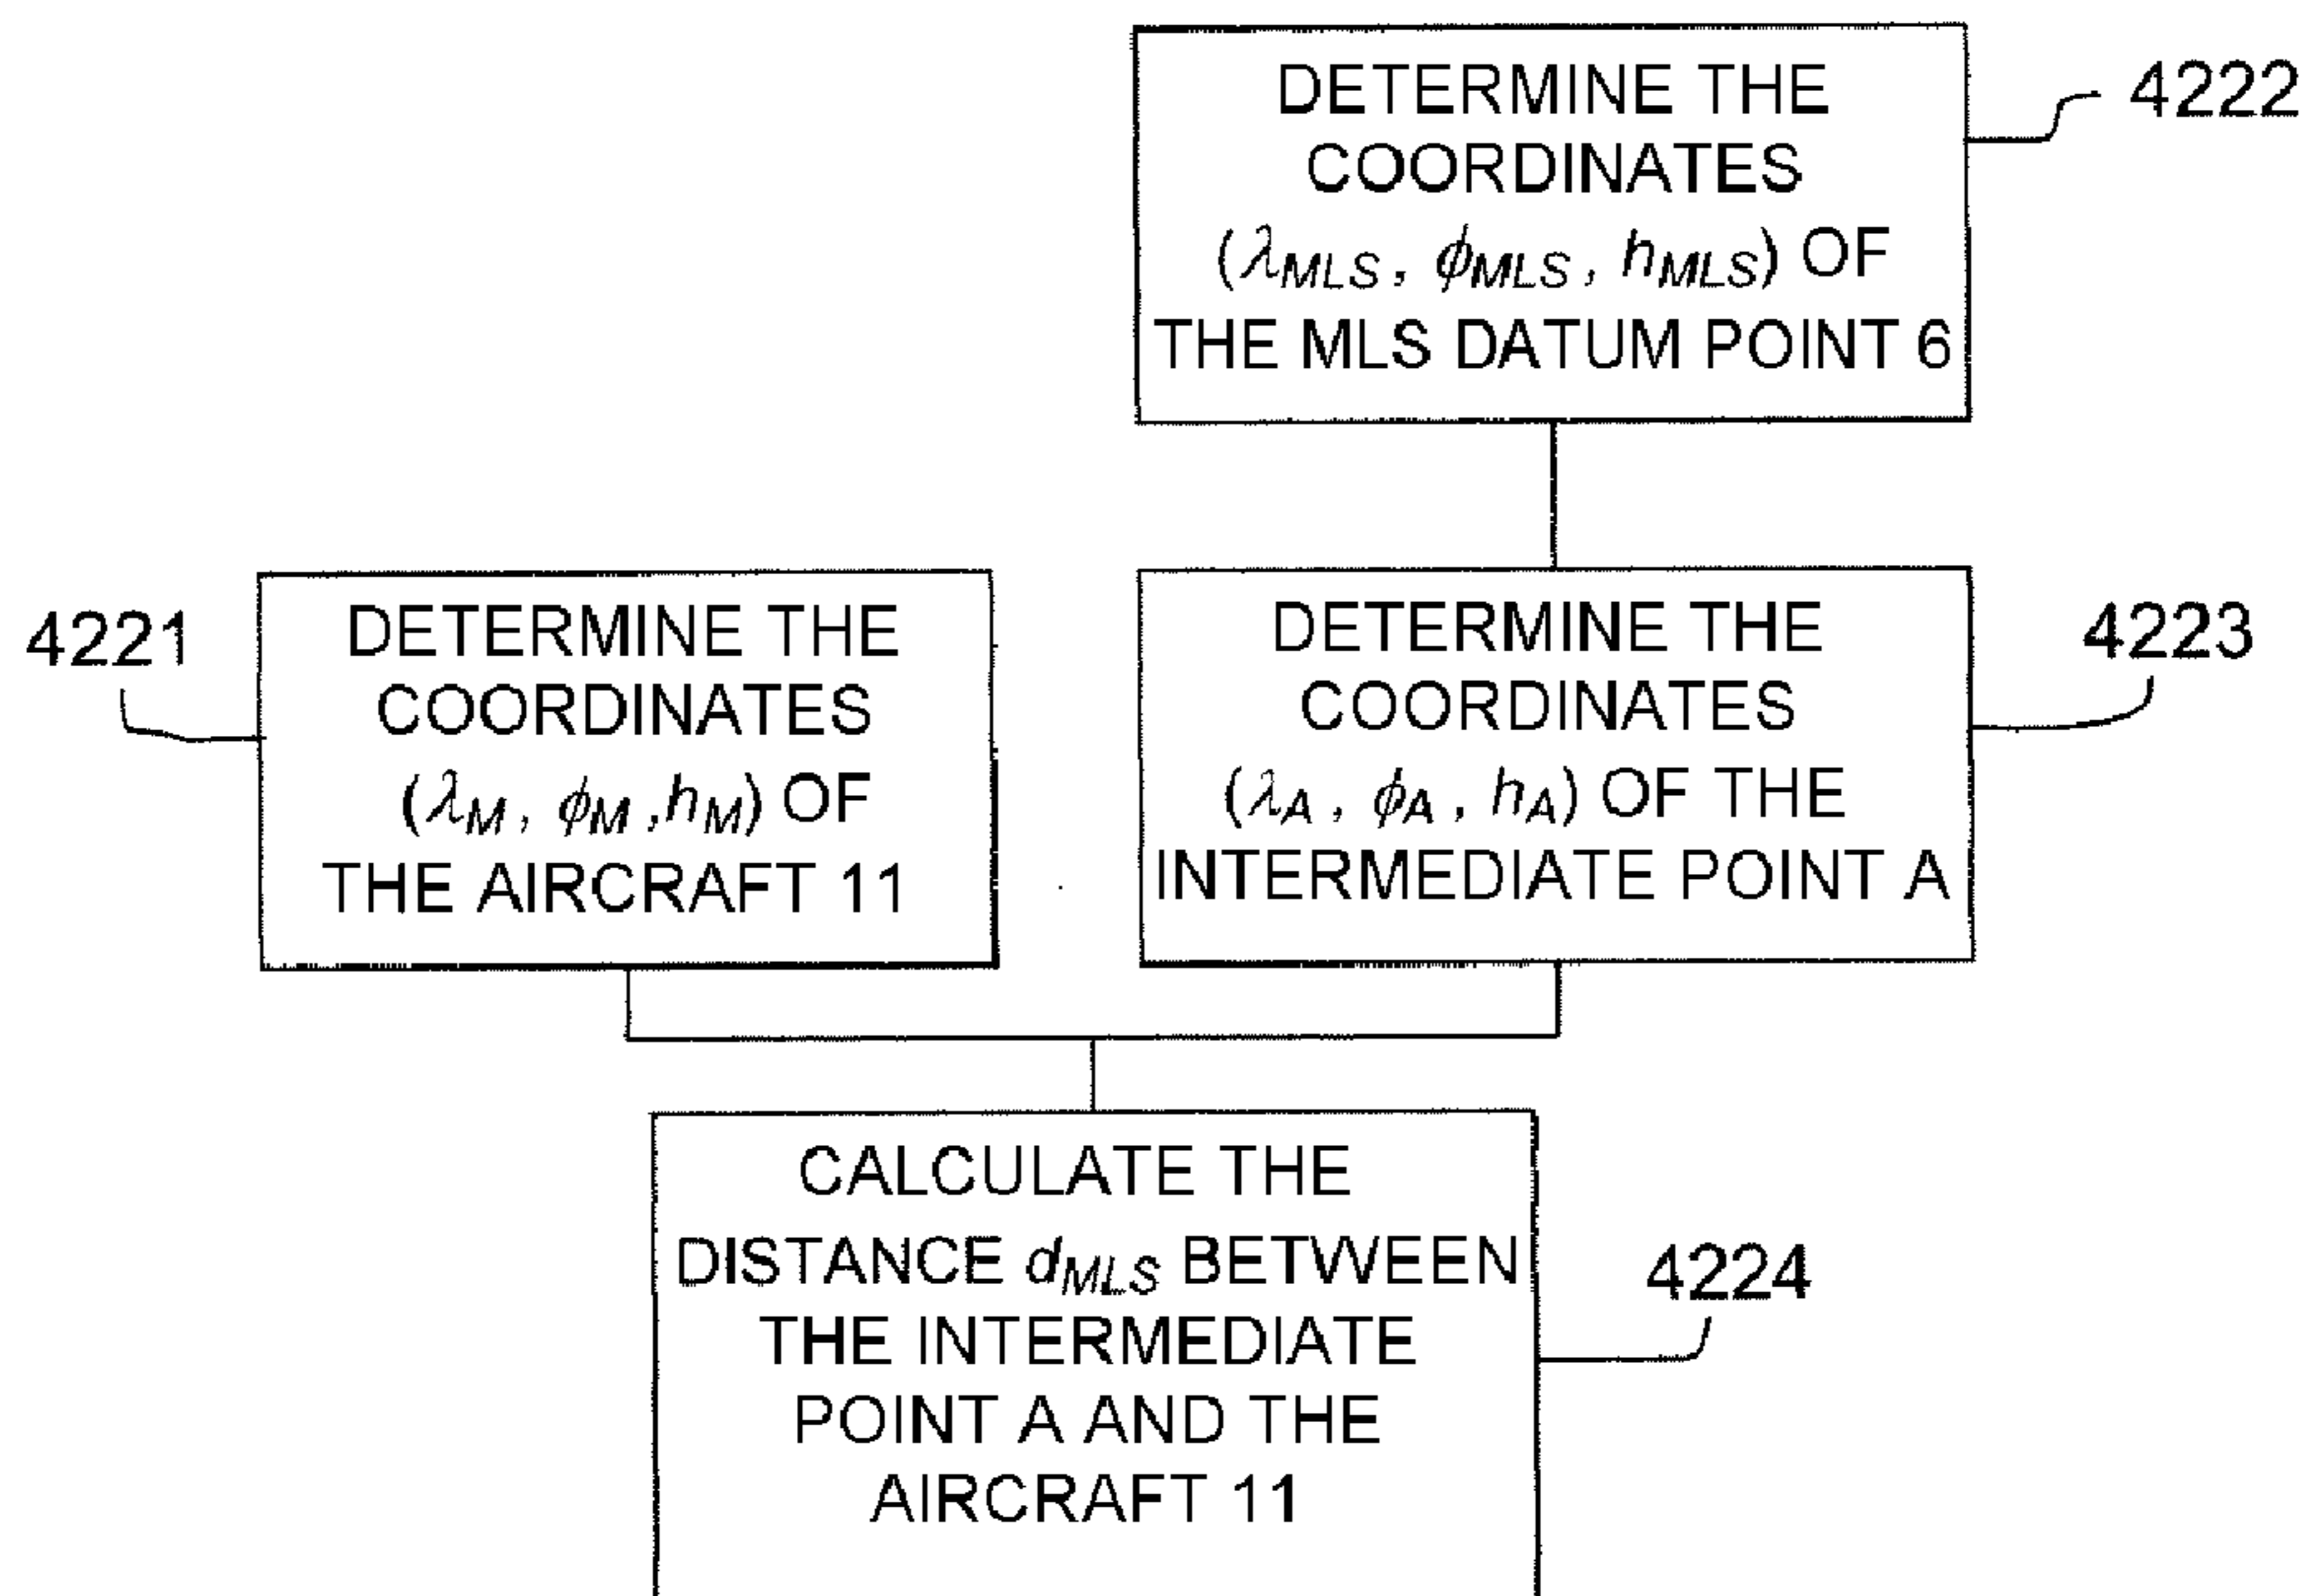 DETERMINE THE
COORDINATES
(λMLS, ϕMLS, hMLS) OF
THE MLS DATUM POINT 6
4222
4221
DETERMINE THE
COORDINATES
(λM, ϕM, hM) OF
THE AIRCRAFT 11
DETERMINE THE
COORDINATES
(λA, ϕA, hA) OF THE
INTERMEDIATE POINT A
4223
CALCULATE THE
DISTANCE dMLS BETWEEN
THE INTERMEDIATE
POINT A AND THE
AIRCRAFT 11
4224